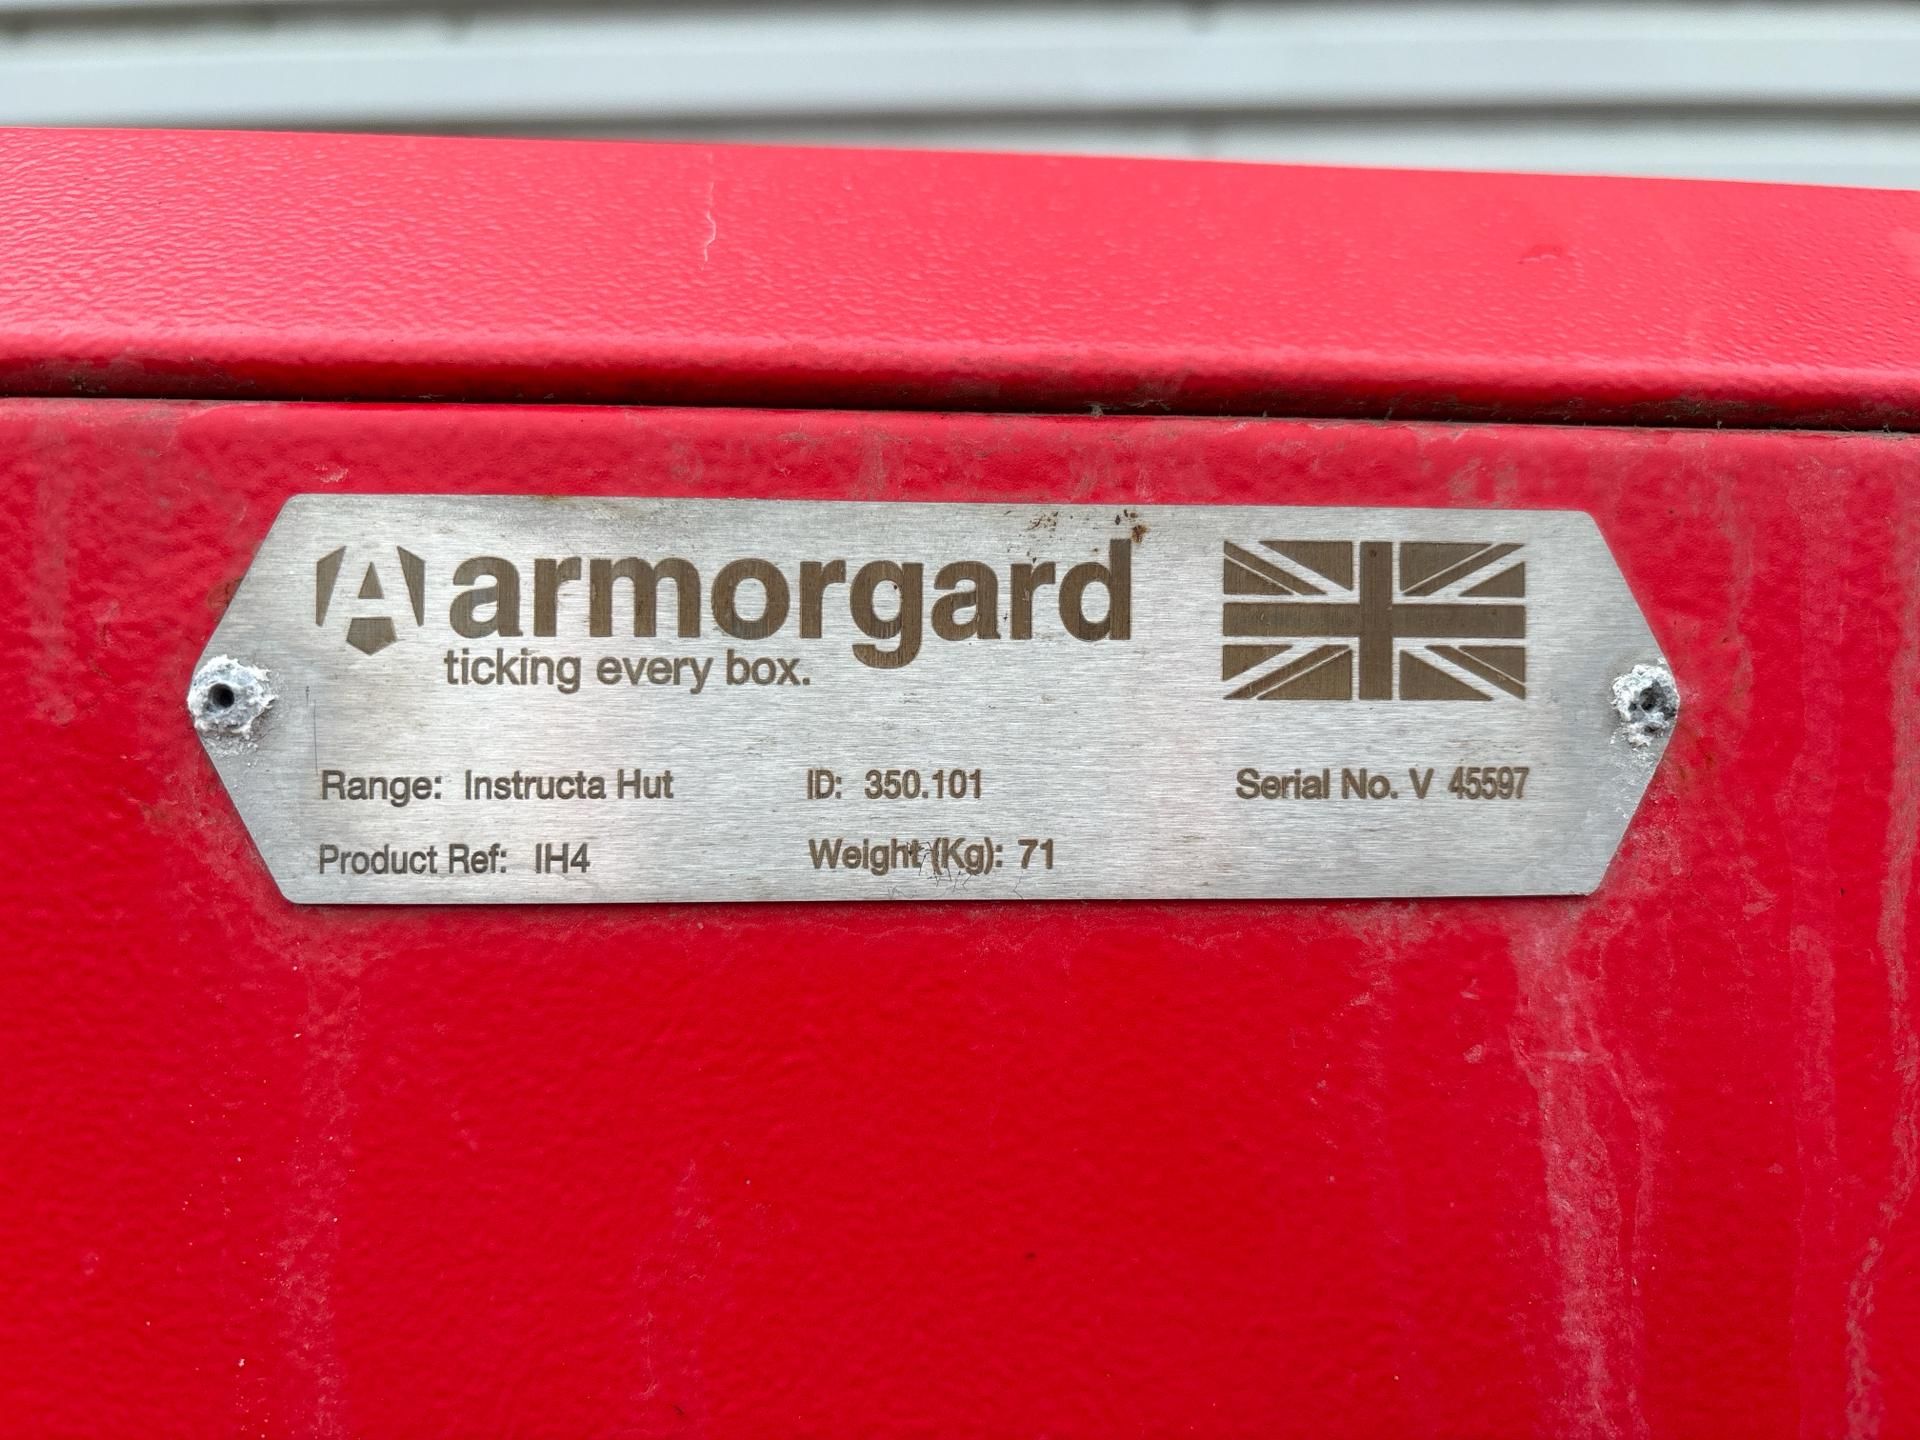 armorgard
ticking every box.
Range: Instructa Hut ID: 350.101 Serial No. V 45597
Product Ref: IH4 Weight (Kg): 71